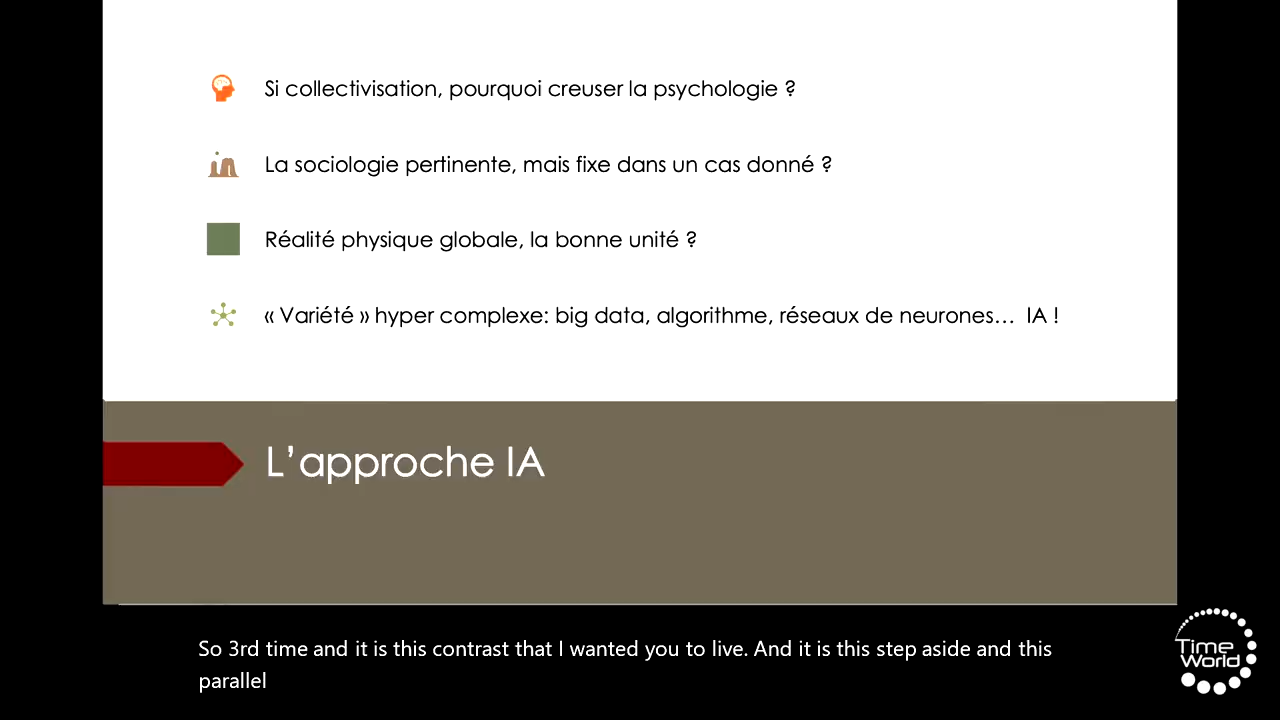 Si collectivisation, pourquoi creuser la psychologie ?
La sociologie pertinente, mais fixe dans un cas donné ?
Réalité physique globale, la bonne unité ?
« Variété » hyper complexe: big data, algorithme, réseaux de neurones… IA !
L’approche IA
So 3rd time and it is this contrast that I wanted you to live. And it is this step aside and this
parallel
Time
World